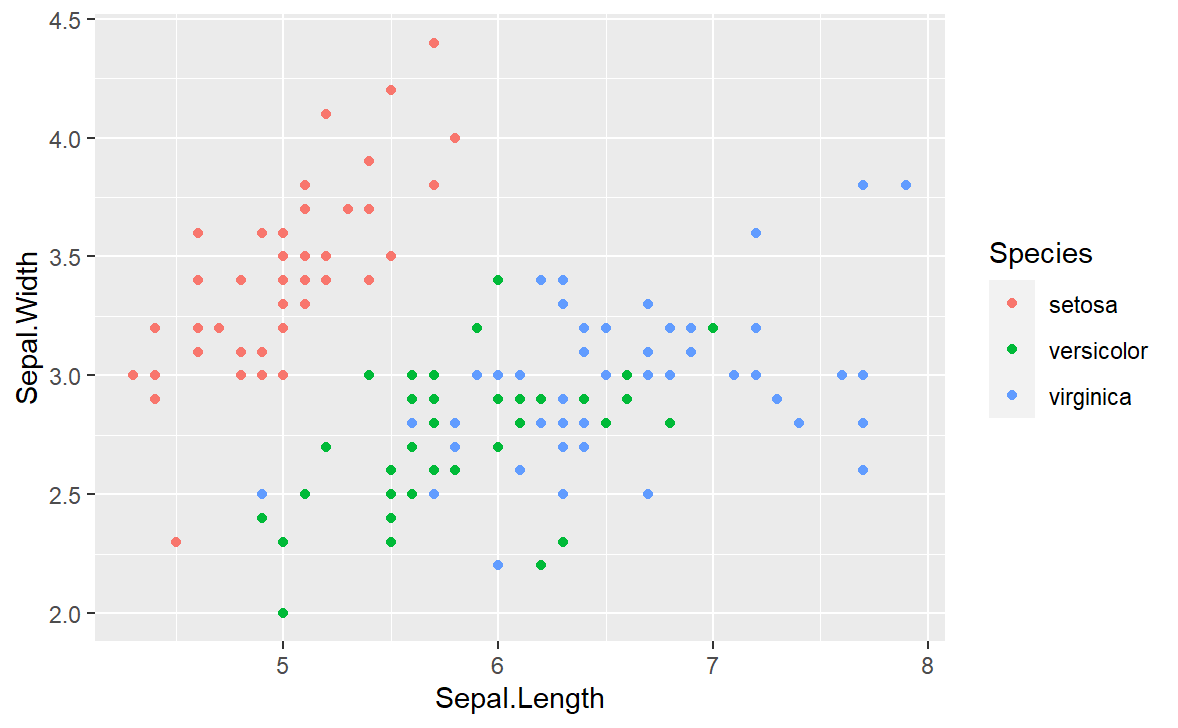 4.5
4.0
3.5
3.0
2.5
2.0
Sepal.Width
5 6 7 8
Sepal.Length
Species
setosa
versicolor
virginica